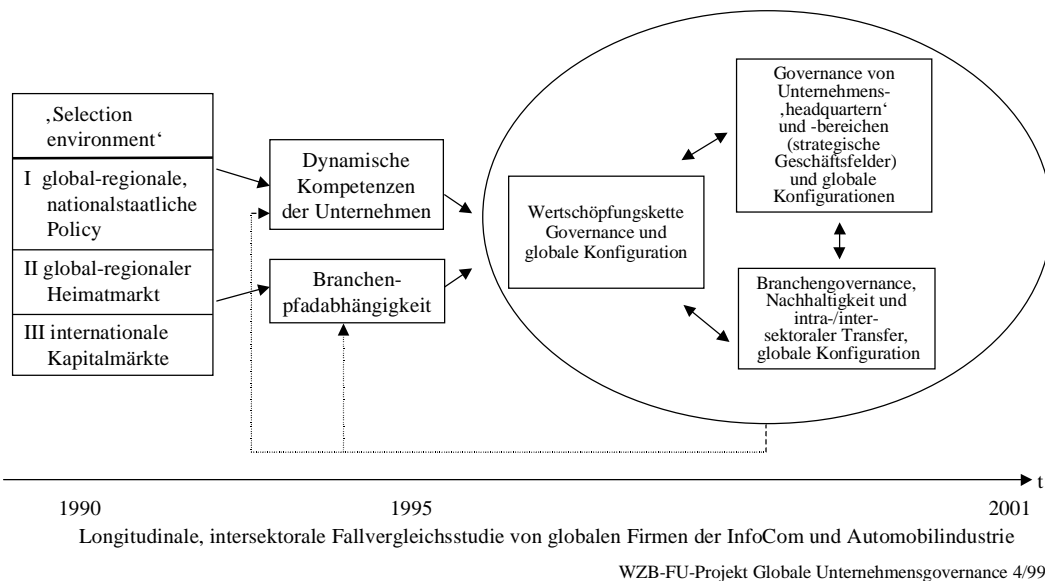 ‚Selection
environment‘
I global-regionale,
nationalstaatliche
Policy
II global-regionaler
Heimatmarkt
III internationale
Kapitalmärkte
Dynamische
Kompetenzen
der Unternehmen
Branchen-
pfadabhängigkeit
Wertschöpfungskette
Governance und
globale Konfiguration
Governance von
Unternehmens-
‚headquartern‘
und -bereichen
(strategische
Geschäftsfelder)
und globale
Konfigurationen
Branchengovernance,
Nachhaltigkeit und
intra-/inter-
sektoraler Transfer,
globale Konfiguration
t
1990 1995 2001
Longitudinale, intersektorale Fallvergleichsstudie von globalen Firmen der InfoCom und Automobilindustrie
WZB-FU-Projekt Globale Unternehmensgovernance 4/99